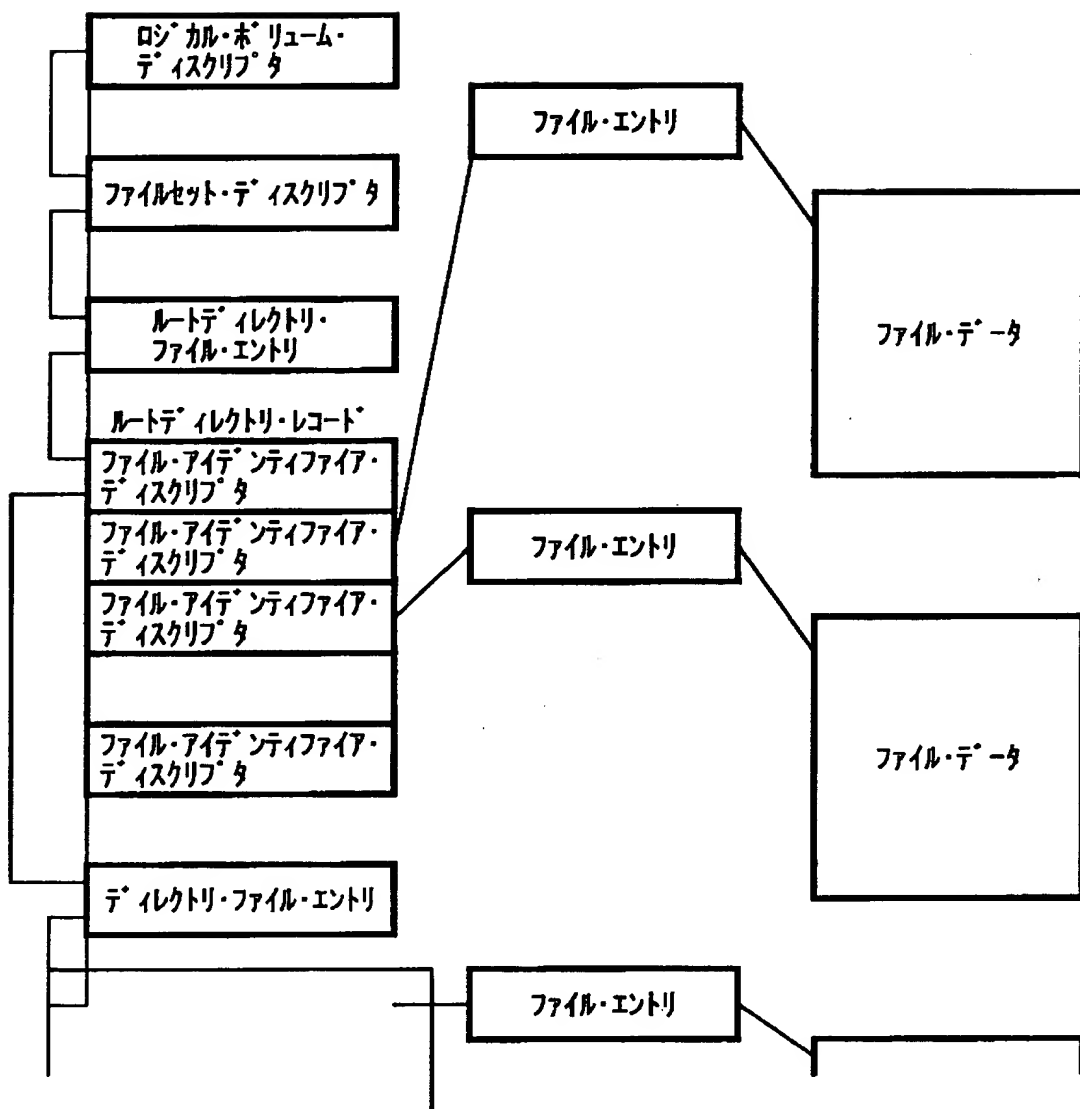 ロジカル・ボリューム・
ディスクリプタ
ファイルセット・ディスクリプタ
ルートディレクトリ・
ファイル・エントリ
ルートディレクトリ・レコード
ファイル・アイデンティファイア・
ディスクリプタ
ファイル・アイデンティファイア・
ディスクリプタ
ファイル・アイデンティファイア・
ディスクリプタ
ファイル・アイデンティファイア・
ディスクリプタ
ディレクトリ・ファイル・エントリ
ファイル・エントリ
ファイル・エントリ
ファイル・エントリ
ファイル・データ
ファイル・データ